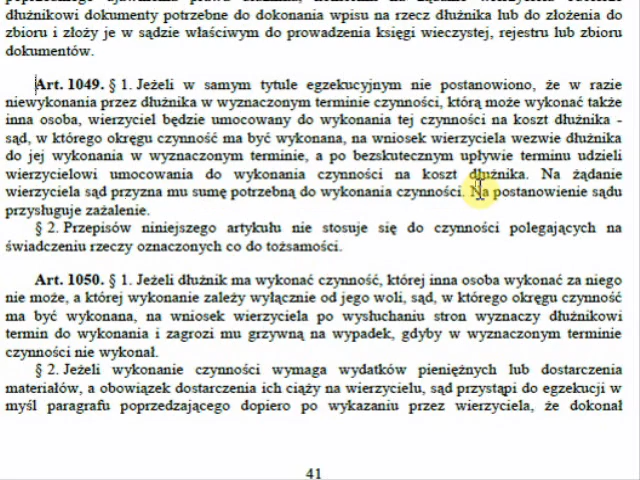 dłużnikowi dokumenty potrzebne do dokonania wpisu na rzecz dłużnika lub do złożenia do
zbioru i złoży je w sądzie właściwym do prowadzenia księgi wieczystej, rejestru lub zbioru
dokumentów.
Art. 1049. § 1. Jeżeli w samym tytule egzekucyjnym nie postanowiono, że w razie
niewykonania przez dłużnika w wyznaczonym terminie czynności, którą może wykonać także
inna osoba, wierzyciel będzie umocowany do wykonania tej czynności na koszt dłużnika -
sąd, w którego okręgu czynność ma być wykonana, na wniosek wierzyciela wezwie dłużnika
do jej wykonania w wyznaczonym terminie, a po bezskutecznym upływie terminu udzieli
wierzycielowi umocowania do wykonania czynności na koszt dłużnika. Na żądanie
wierzyciela sąd przyzna mu sumę potrzebną do wykonania czynności. Na postanowienie sądu
przysługuje zażalenie.
§ 2. Przepisów niniejszego artykułu nie stosuje się do czynności polegających na
świadczeniu rzeczy oznaczonych co do tożsamości.
Art. 1050. § 1. Jeżeli dłużnik ma wykonać czynność, której inna osoba wykonać za niego
nie może, a której wykonanie zależy wyłącznie od jego woli, sąd, w którego okręgu czynność
ma być wykonana, na wniosek wierzyciela po wysłuchaniu stron wyznaczy dłużnikowi
termin do wykonania i zagrozi mu grzywną na wypadek, gdyby w wyznaczonym terminie
czynności nie wykonał.
§ 2. Jeżeli wykonanie czynności wymaga wydatków pieniężnych lub dostarczenia
materiałów, a obowiązek dostarczenia ich ciąży na wierzycielu, sąd przystąpi do egzekucji w
myśl paragrafu poprzedzającego dopiero po wykazaniu przez wierzyciela, że dokonał
41